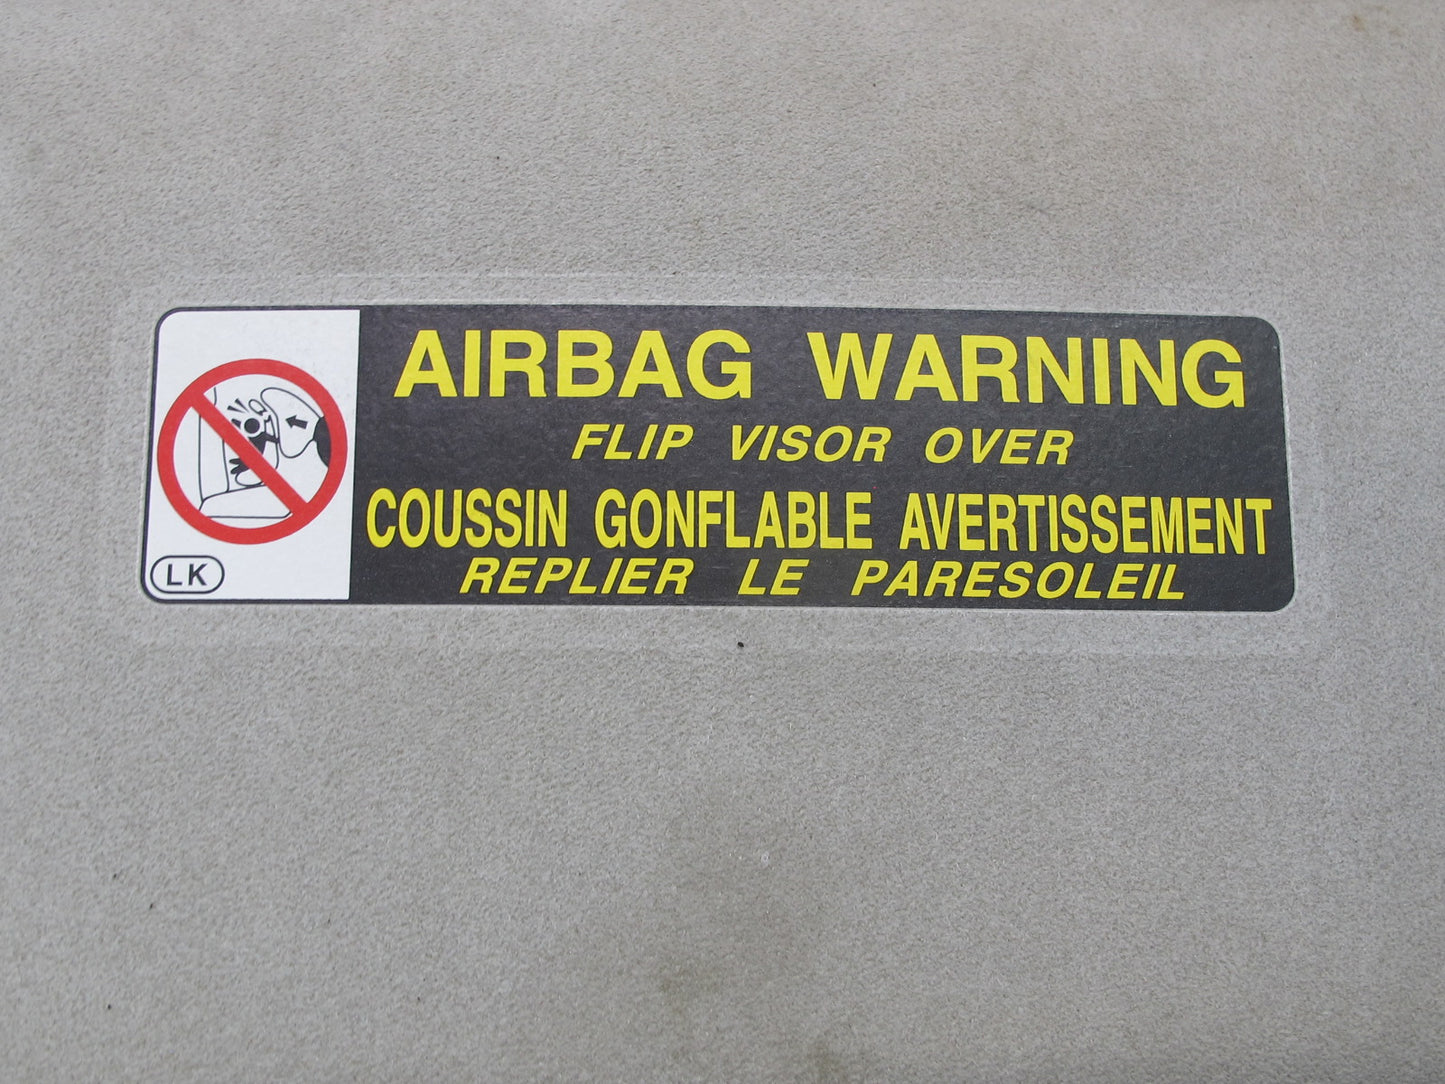 AIRBAG WARNING
FLIP VISOR OVER
COUSSIN GONFLABLE AVERTISSEMENT
REPLIER LE PARESOLEIL
LK